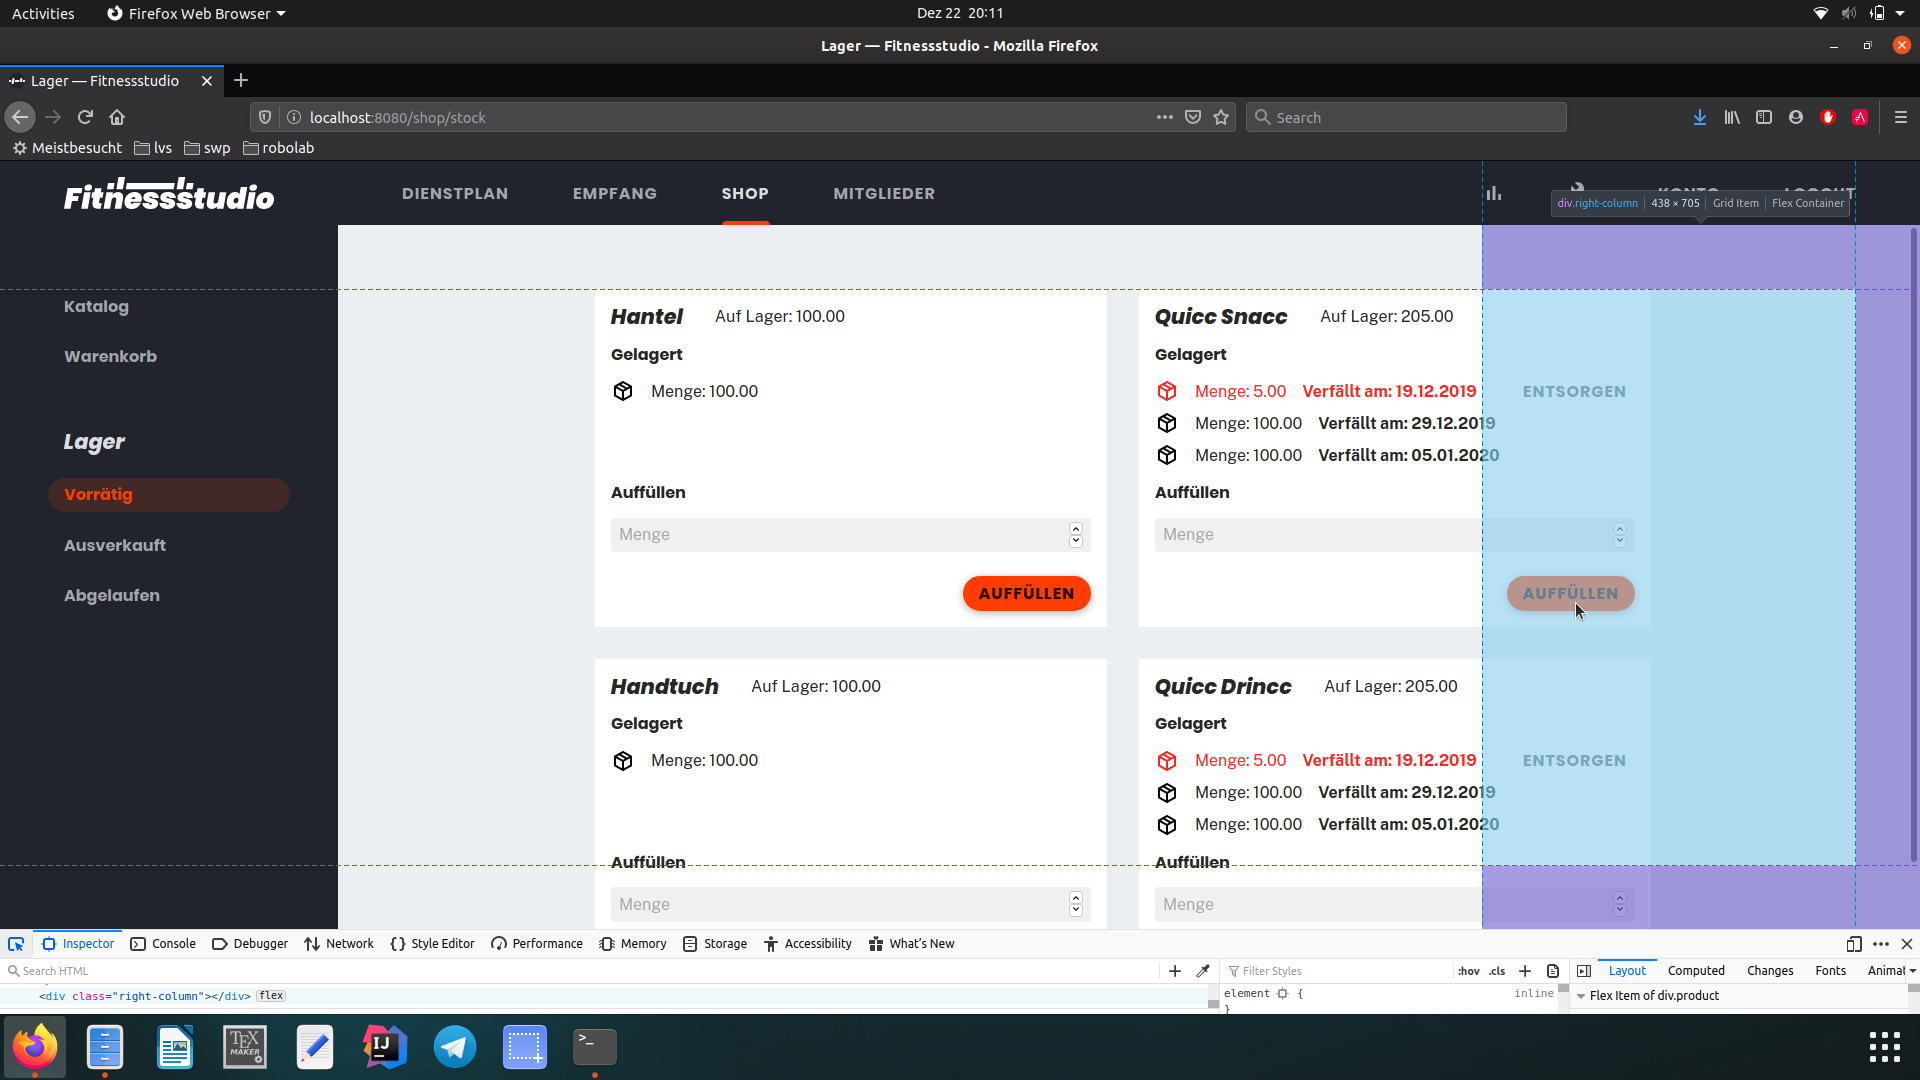 Activities
Firefox Web Browser
Dez 22 20:11
Lager — Fitnessstudio - Mozilla Firefox
Lager — Fitnessstudio
localhost:8080/shop/stock
Search
Meistbesucht
lvs
swp
robolab
Fitnessstudio
DIENSTPLAN
EMPFANG
SHOP
MITGLIEDER
KONTO
LOGOUT
div.right-column
438 × 705
Grid Item
Flex Container
Katalog
Warenkorb
Lager
Vorrätig
Ausverkauft
Abgelaufen
Hantel
Auf Lager: 100.00
Gelagert
Menge: 100.00
Auffüllen
Menge
AUFFÜLLEN
Quicc Snacc
Auf Lager: 205.00
Gelagert
Menge: 5.00 Verfällt am: 19.12.2019 ENTSORGEN
Menge: 100.00 Verfällt am: 29.12.2019
Menge: 100.00 Verfällt am: 05.01.2020
Auffüllen
Menge
AUFFÜLLEN
Handtuch
Auf Lager: 100.00
Gelagert
Menge: 100.00
Auffüllen
Menge
Quicc Drincc
Auf Lager: 205.00
Gelagert
Menge: 5.00 Verfällt am: 19.12.2019 ENTSORGEN
Menge: 100.00 Verfällt am: 29.12.2019
Menge: 100.00 Verfällt am: 05.01.2020
Auffüllen
Menge
Inspector
Console
Debugger
Network
Style Editor
Performance
Memory
Storage
Accessibility
What's New
Search HTML
Filter Styles
:hov .cls
Layout
Computed
Changes
Fonts
Animat
<div class="right-column"></div> flex
element { inline
}
Flex Item of div.product
TEX
MAKER
IJ
>_